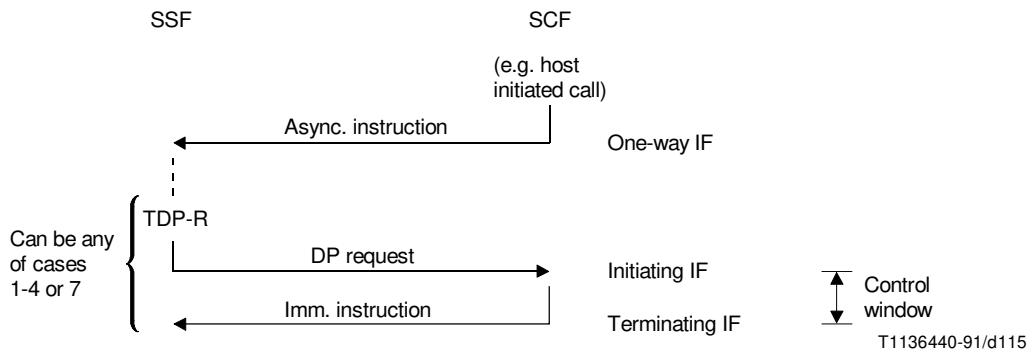 SSF
SCF
(e.g. host
initiated call)
Async. instruction
One-way IF
TDP-R
Can be any
of cases
1-4 or 7
DP request
Initiating IF
Control
window
Imm. instruction
Terminating IF
T1136440-91/d115